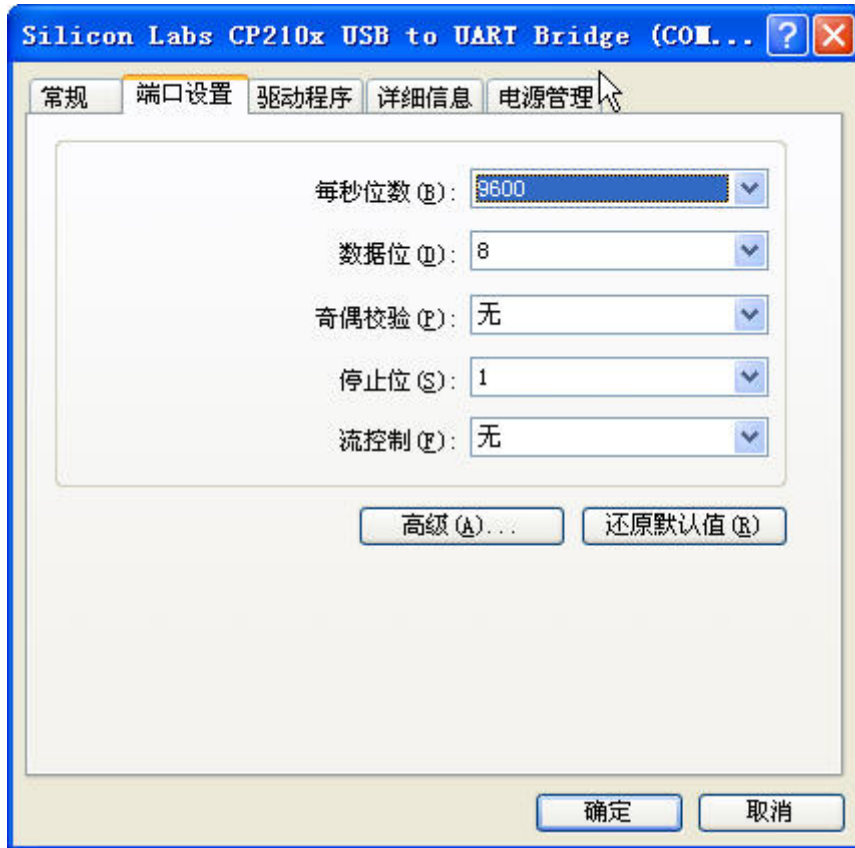 Silicon Labs CP210x USB to UART Bridge (COM...
常规 端口设置 驱动程序 详细信息 电源管理
每秒位数(B): 9600
数据位(D): 8
奇偶校验(P): 无
停止位(S): 1
流控制(F): 无
高级(A)... 还原默认值(R)
确定 取消